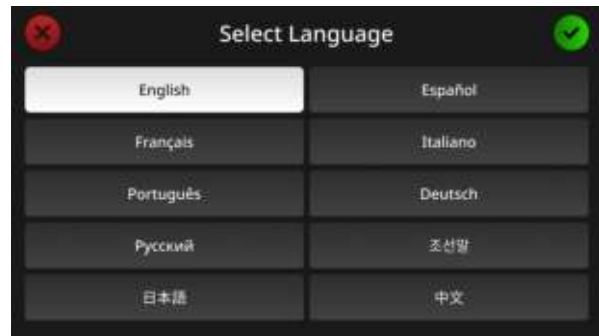 Select Language
English
Español
Français
Italiano
Português
Deutsch
Русский
조선말
日本語
中文